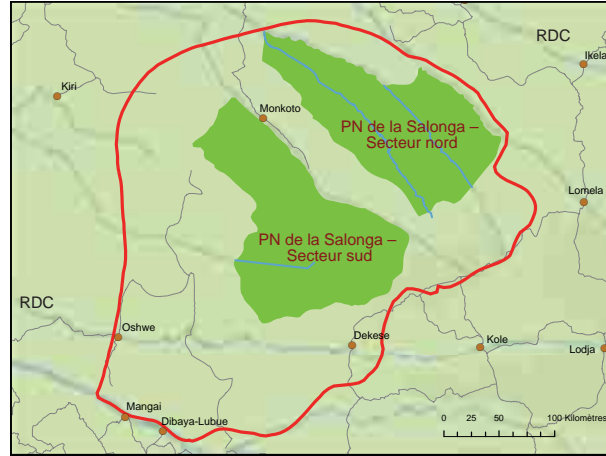 RDC
Ikela
Kiri
Monkoto
PN de la Salonga –
Secteur nord
Lomela
PN de la Salonga –
Secteur sud
RDC
Oshwe
Dekese
Kole
Lodja
Mangai
Dibaya-Lubue
0 25 50 100 Kilomètres